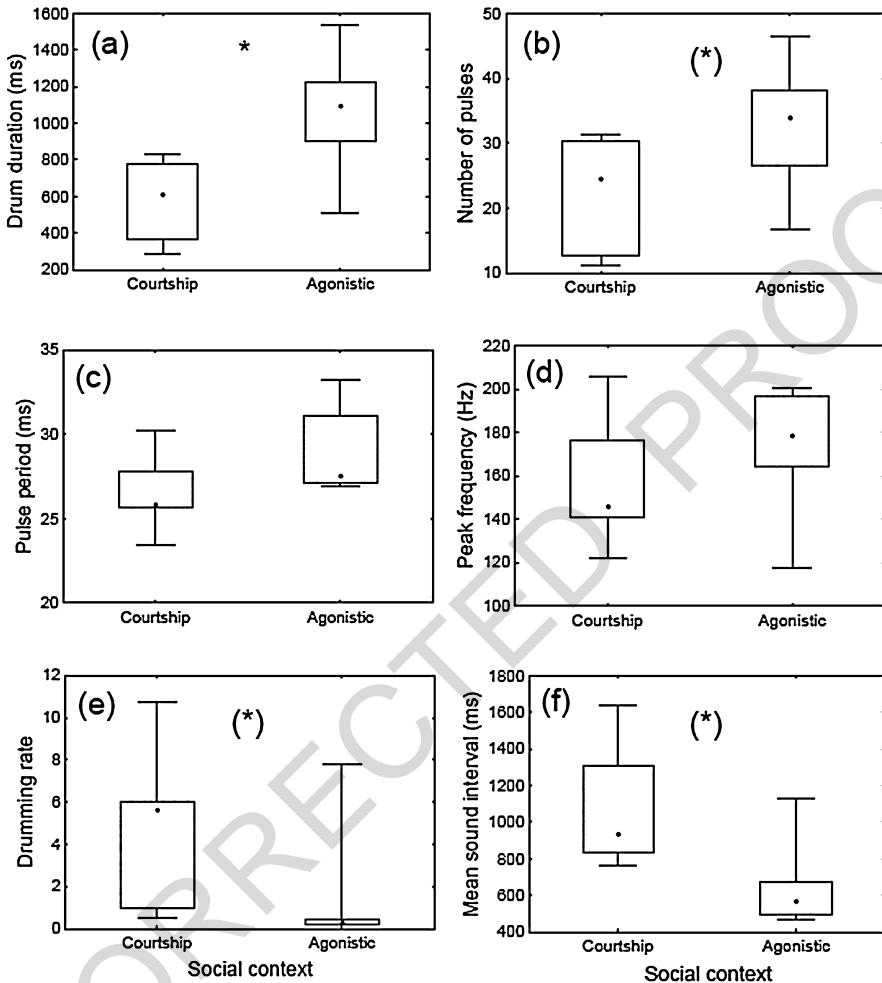 (a)
*
Drum duration (ms)
1600
1400
1200
1000
800
600
400
200
Courtship Agonistic
(b)
(*)
Number of pulses
50
40
30
20
10
Courtship Agonistic
(c)
Pulse period (ms)
35
30
25
20
Courtship Agonistic
(d)
Peak frequency (Hz)
220
200
180
160
140
120
100
Courtship Agonistic
(e)
(*)
Drumming rate
12
10
8
6
4
2
0
Courtship Agonistic
Social context
(f)
(*)
Mean sound interval (ms)
1800
1600
1400
1200
1000
800
600
400
Courtship Agonistic
Social context
ORRECTED PROO